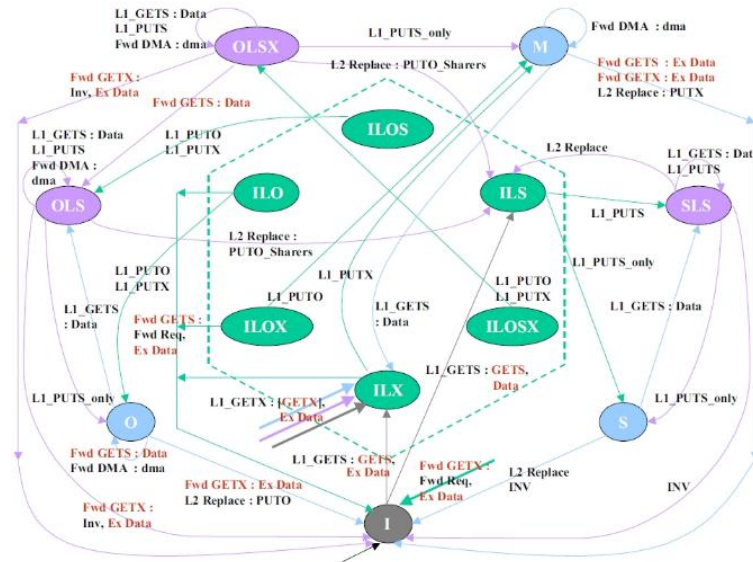 L1_GETS : Data
L1_PUTS
Fwd DMA : dma
OLSX
L1_PUTS_only
M
Fwd DMA : dma
Fwd GETX :
Inv, Ex Data
Fwd GETS : Data
L2 Replace : PUTO_Sharers
Fwd GETS : Ex Data
Fwd GETX : Ex Data
L2 Replace : PUTX
L1_GETS : Data
L1_PUTS
Fwd DMA :
dma
L1_PUTO
L1_PUTX
ILOS
L2 Replace
L1_GETS : Data
L1_PUTS
OLS
ILO
ILS
SLS
L1_PUTS
L2 Replace :
PUTO_Sharers
L1_PUTS_only
L1_PUTO
L1_PUTX
L1_PUTX
L1_PUTO
L1_PUTX
L1_GETS
: Data
L1_PUTO
L1_GETS
: Data
L1_GETS : Data
Fwd GETS :
Fwd Req,
Ex Data
ILOX
ILOSX
L1_GETS : GETS,
Data
L1_PUTS_only
L1_GETX : [GETX],
Ex Data
ILX
L1_PUTS_only
O
S
Fwd GETS : Data
Fwd DMA : dma
L1_GETS : GETS,
Ex Data
Fwd GETX :
Fwd Req,
Ex Data
L2 Replace
INV
INV
Fwd GETX : Ex Data
L2 Replace : PUTO
Fwd GETX :
Inv, Ex Data
I